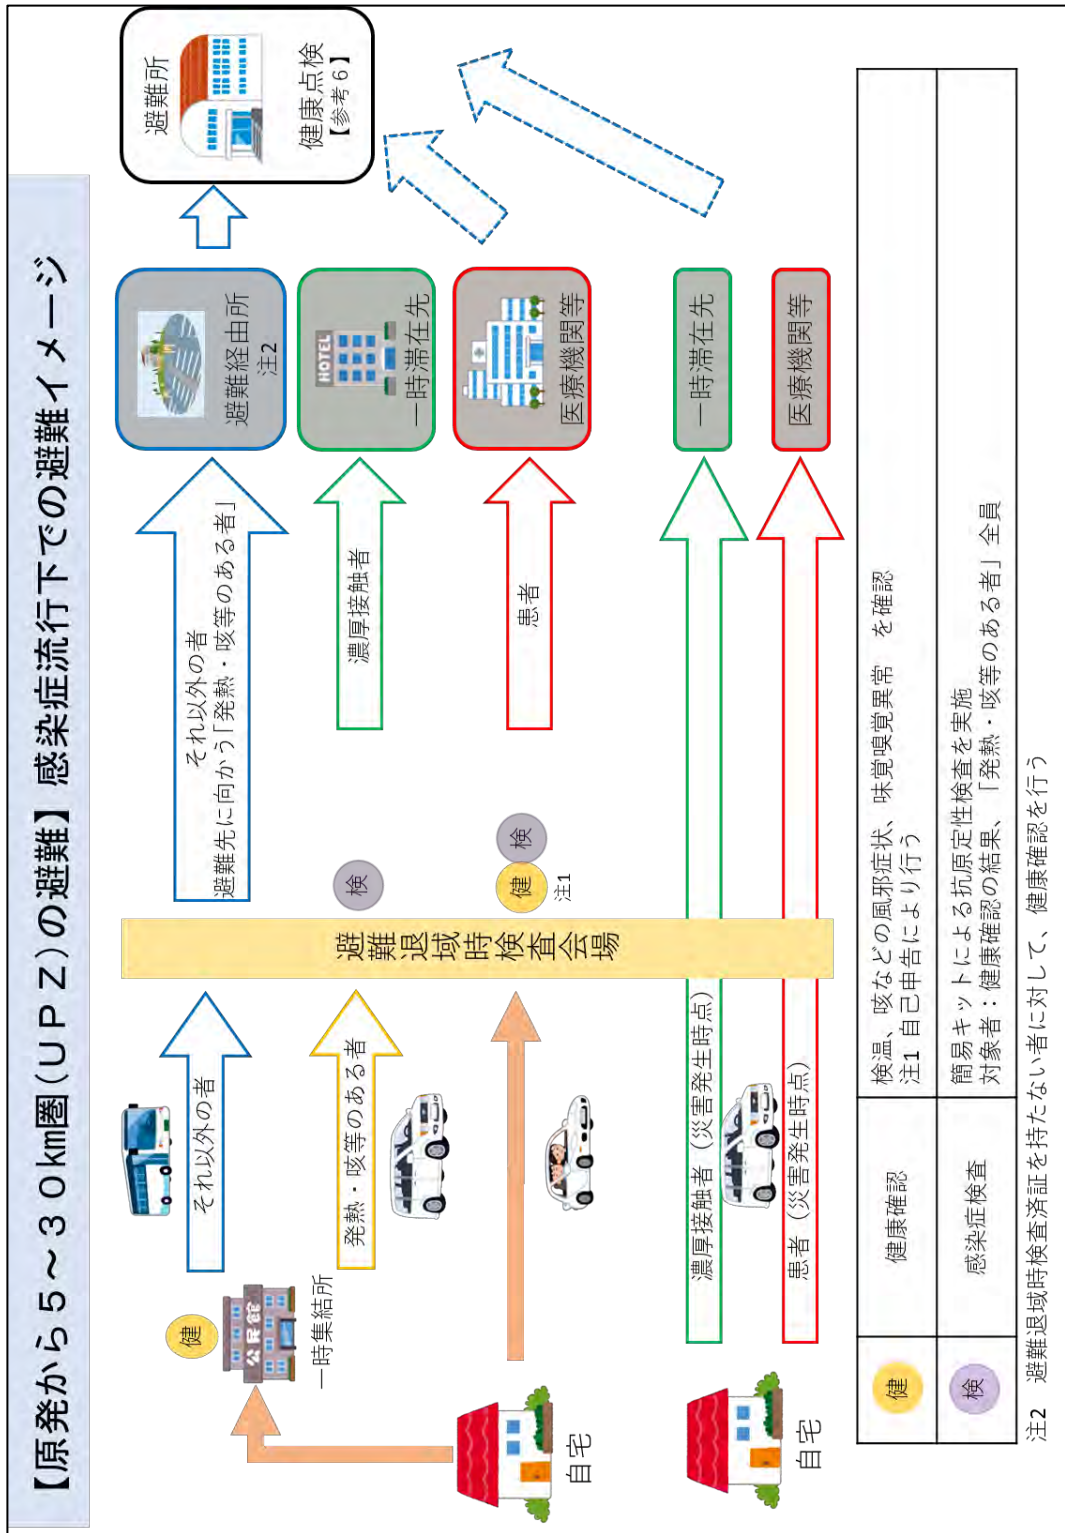 【原発から5～30㎞圏(UPZ)の避難】感染症流行下での避難イメージ
自宅
公民館
一時集結所
健
それ以外の者
発熱・咳等のある者
避難退域時検査会場
検
健
検
注1
それ以外の者
避難先に向かう「発熱・咳等のある者」
濃厚接触者
患者
避難経由所
注2
HOTEL
一時滞在先
医療機関等
避難所
健康点検
【参考6】
自宅
濃厚接触者（災害発生時点）
患者（災害発生時点）
一時滞在先
医療機関等
健
健康確認
検温、咳などの風邪症状、味覚嗅覚異常　を確認
注1 自己申告により行う
検
感染症検査
簡易キットによる抗原定性検査を実施
対象者：健康確認の結果、「発熱・咳等のある者」全員
注2　避難退域時検査済証を持たない者に対して、健康確認を行う